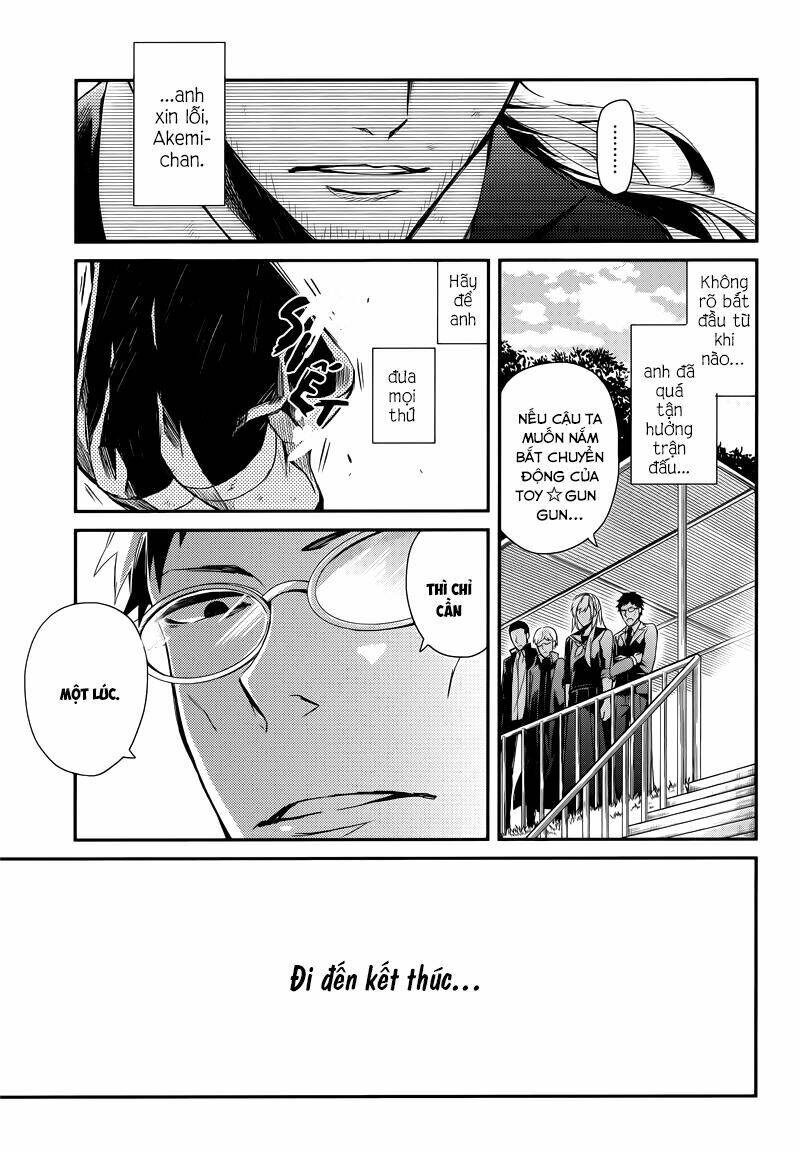 .........
...anh
xin lỗi,
Akemi-
chan.
Không
rõ bắt
đầu từ
khi
nào...
anh đã
quá
tận
hưởng
trận
đấu...
NẾU CẬU TA
MUỐN NẮM
BẮT CHUYỂN
ĐỘNG CỦA
TOY☆GUN
GUN...
Hãy
để anh
đưa
mọi
thứ
SIẾT
THÌ CHỈ
CẦN
MỘT LÚC.
Đi đến kết thúc...